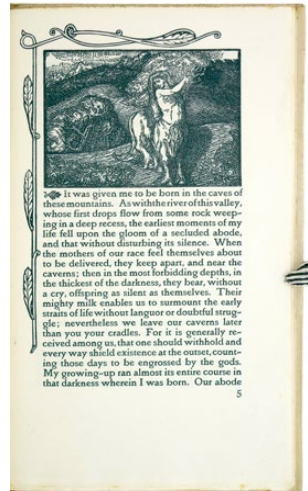 It was given me to be born in the caves of
these mountains. As with the river of this valley,
whose first drops flow from some rock weep-
ing in a deep recess, the earliest moments of my
life fell upon the gloom of a secluded abode,
and that without disturbing its silence. When
the mothers of our race feel themselves about
to be delivered, they keep apart, and near the
caverns; then in the most forbidding depths, in
the thickest of the darkness, they bear, without
a cry, offspring as silent as themselves. Their
mighty milk enables us to surmount the early
straits of life without languor or doubtful strug-
gle; nevertheless we leave our caverns later
than you your cradles. For it is generally re-
ceived among us, that one should withhold and
every way shield existence at the outset, count-
ing those days to be engrossed by the gods.
My growing-up ran almost its entire course in
that darkness wherein I was born. Our abode
5